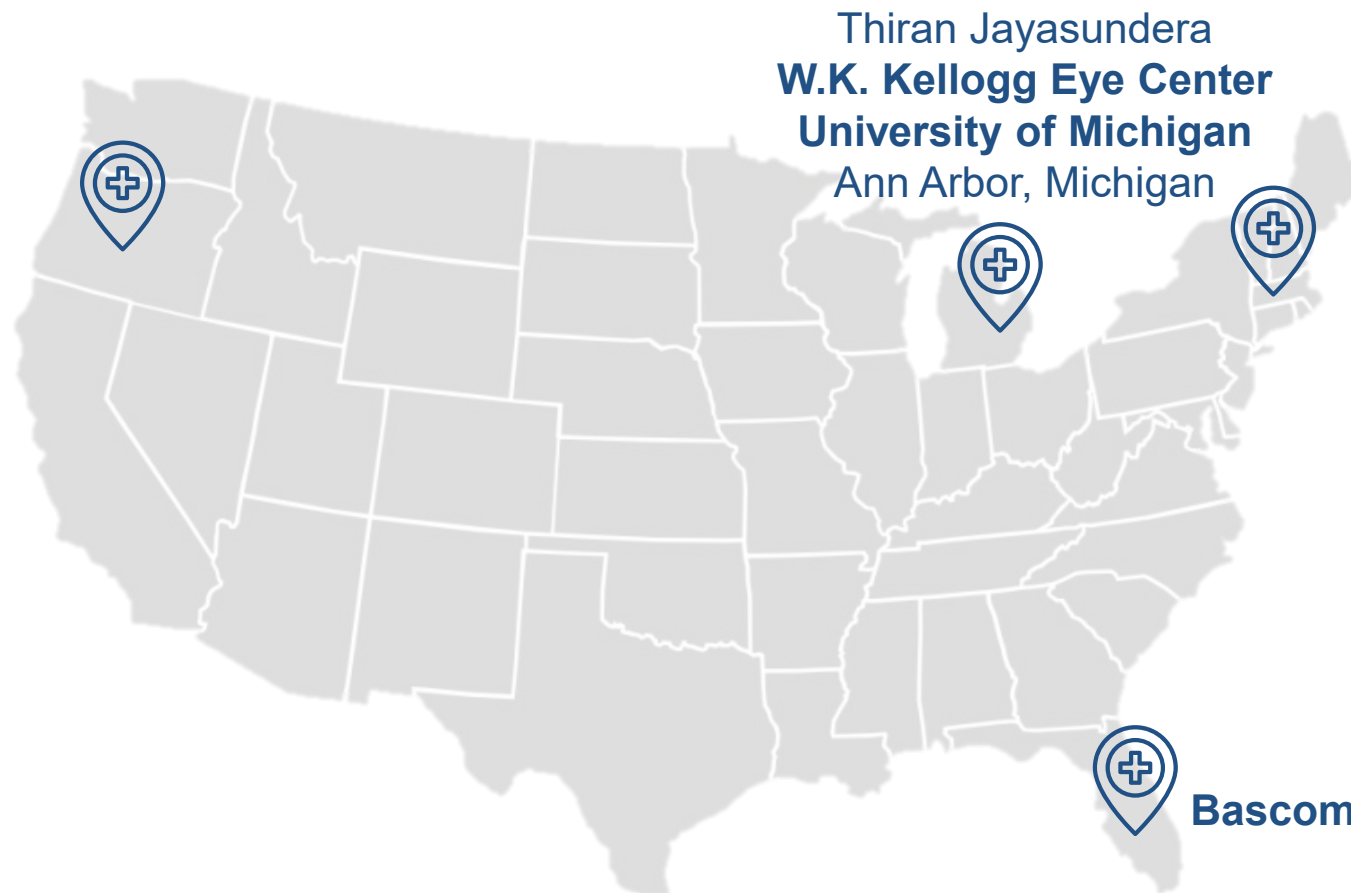 Thiran Jayasundera
W.K. Kellogg Eye Center
University of Michigan
Ann Arbor, Michigan
Bascom